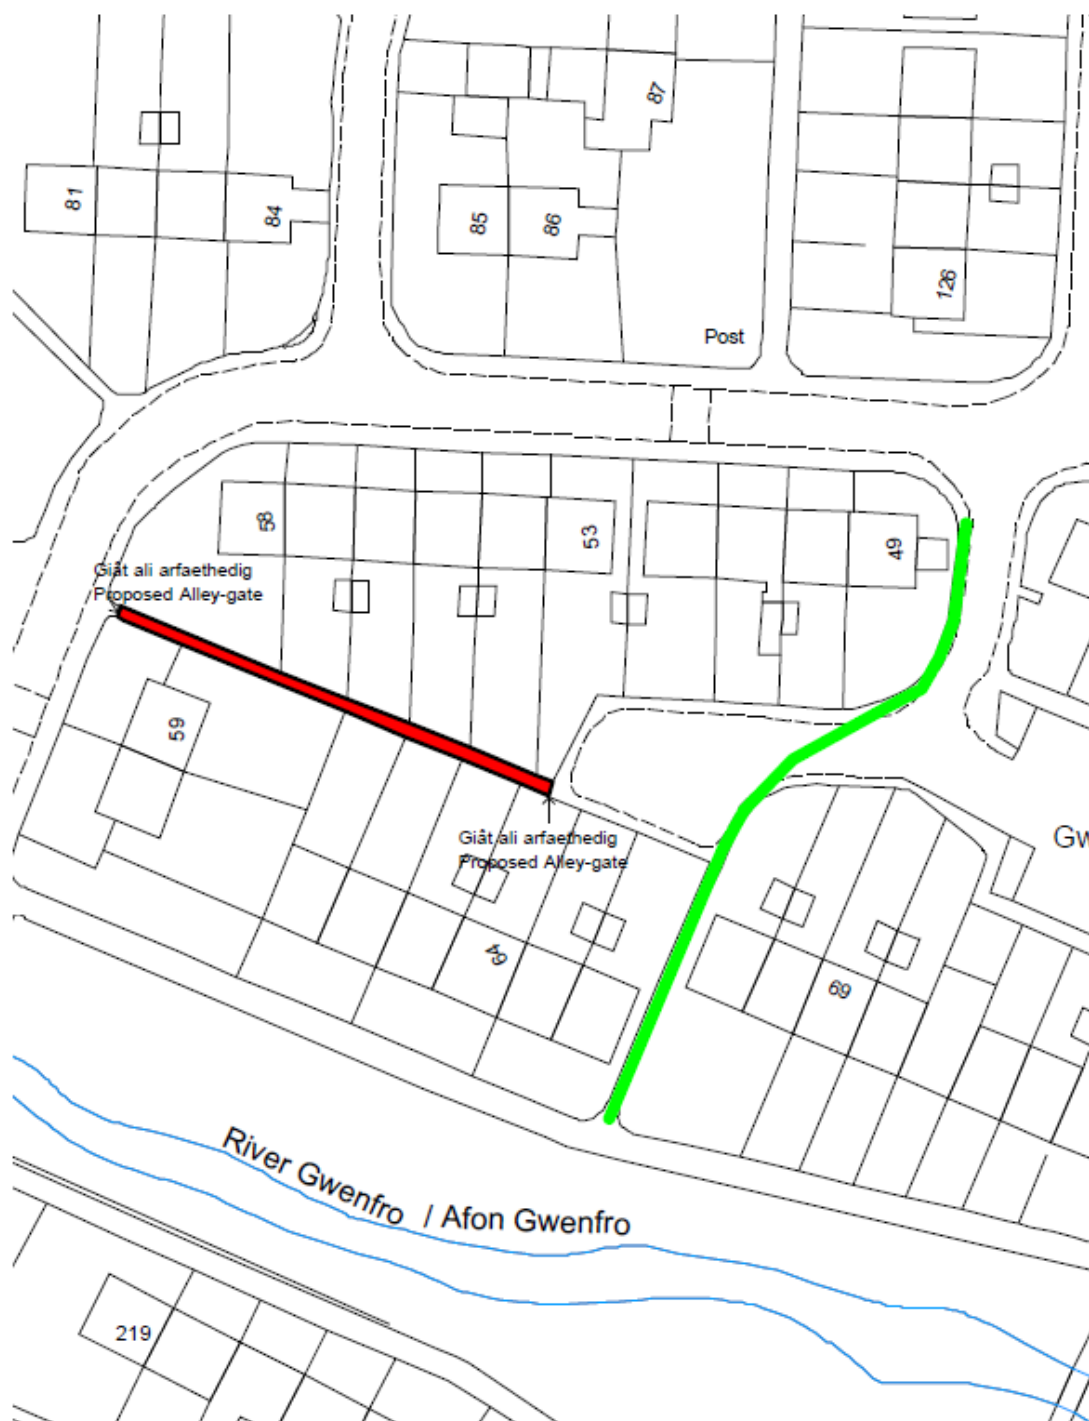 87
81
84
85
86
126
Post
58
53
49
Giât ali arfaethedig
Proposed Alley-gate
59
Giât ali arfaethedig
Proposed Alley-gate
Gw
64
69
River Gwenfro / Afon Gwenfro
219